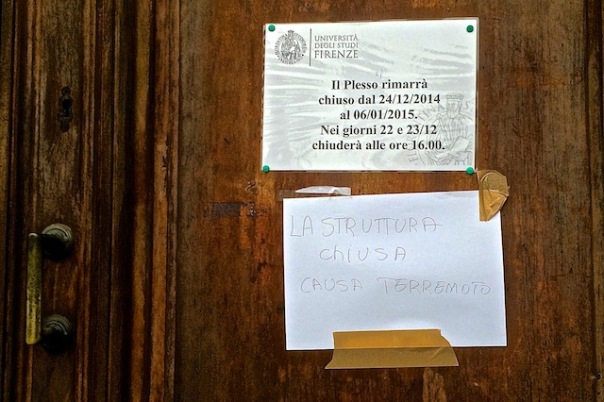 UNIVERSITÀ
DEGLI STUDI
FIRENZE
Il Plesso rimarrà
chiuso dal 24/12/2014
al 06/01/2015.
Nei giorni 22 e 23/12
chiuderà alle ore 16.00.
LA STRUTTURA
chiUSA
CAUSA TERREMOTO